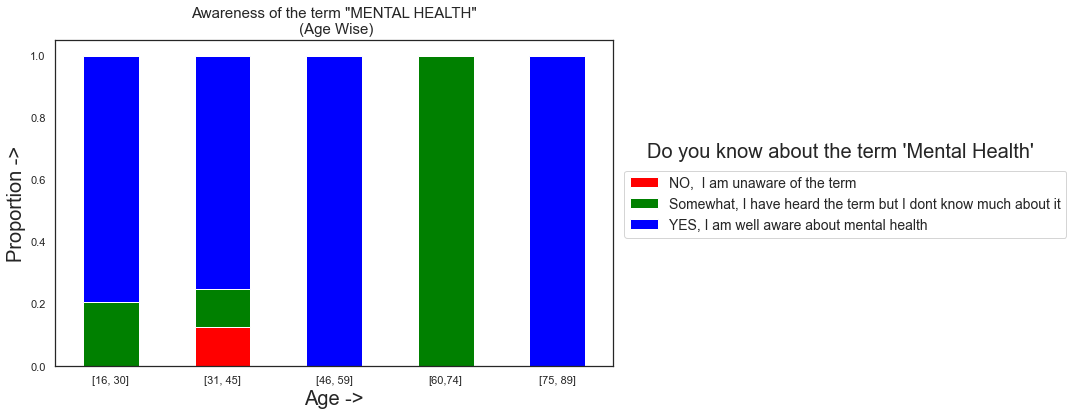 Awareness of the term "MENTAL HEALTH"
(Age Wise)
Proportion ->
1.0
0.8
0.6
0.4
0.2
0.0
[16, 30]
[31, 45]
[46, 59]
[60,74]
[75, 89]
Age ->
Do you know about the term 'Mental Health'
NO,  I am unaware of the term
Somewhat, I have heard the term but I dont know much about it
YES, I am well aware about mental health